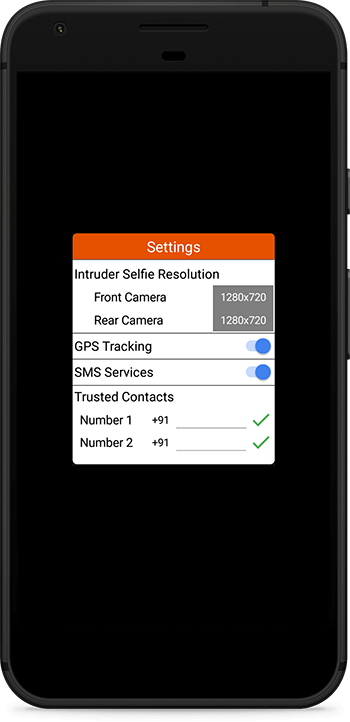 Settings
Intruder Selfie Resolution
Front Camera 1280x720
Rear Camera 1280x720
GPS Tracking
SMS Services
Trusted Contacts
Number 1 +91
Number 2 +91